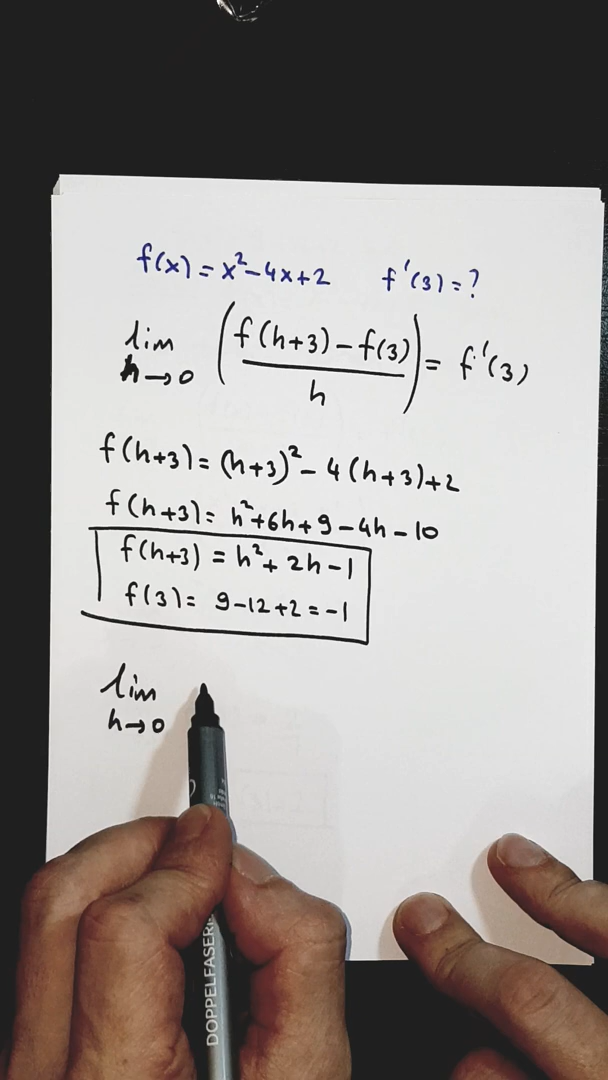 f(x) = x²-4x+2 f'(3) = ?
lim h→0 (f(h+3) - f(3) / h) = f'(3)
f(h+3) = (h+3)² - 4(h+3)+2
f(h+3) = h²+6h+9-4h-10
f(h+3) = h²+2h-1
f(3) = 9-12+2 = -1
lim h→0
DOPPELFASER